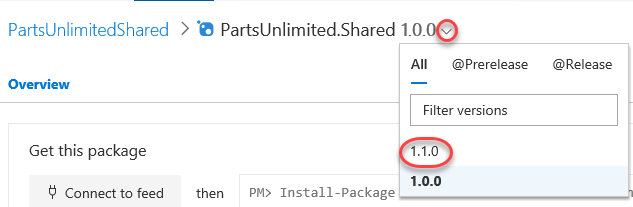 PartsUnlimitedShared > PartsUnlimited.Shared 1.0.0
All @Prerelease @Release
Overview
Filter versions
1.1.0
1.0.0
Get this package
Connect to feed then PM> Install-Package